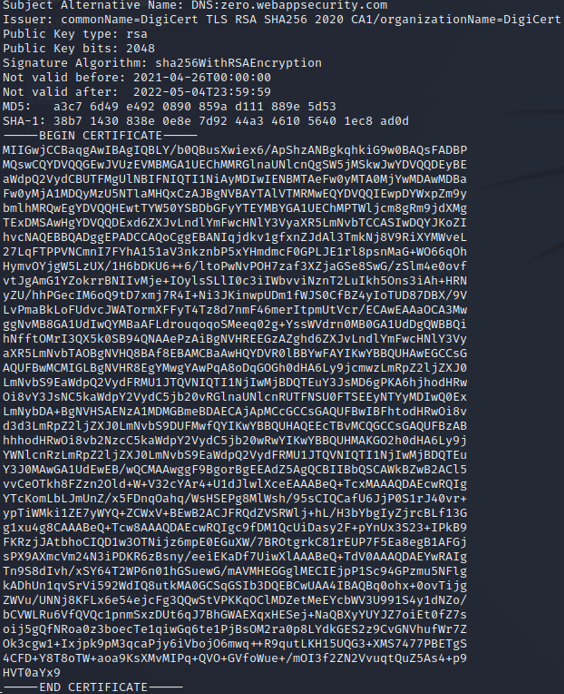 Subject Alternative Name: DNS:zero.webappsecurity.com
Issuer: commonName=DigiCert TLS RSA SHA256 2020 CA1/organizationName=DigiCert
Public Key type: rsa
Public Key bits: 2048
Signature Algorithm: sha256WithRSAEncryption
Not valid before: 2021-04-26T00:00:00
Not valid after:  2022-05-04T23:59:59
MD5:   a3c7 6d49 e492 0890 859a d111 889e 5d53
SHA-1: 38b7 1430 838e 0e8e 7d92 44a3 4610 5640 1ec8 ad0d
-----BEGIN CERTIFICATE-----
MIIGwjCCBaqgAwIBAgIQBLY/b0QBusXwiex6/ApShzANBgkqhkiG9w0BAQsFADBP
MQswCQYDVQQGEwJVUzEVMBMGA1UEChMMRGlnaUNlcnQgSW5jMSkwJwYDVQQDEyBE
aWdpQ2VydCBUTFMgUlNBIFNIQTI1NiAyMDIwIENBMTAeFw0yMTA0MjYwMDAwMDBa
Fw0yMjA1MDQyMzU5NTlaMHQxCzAJBgNVBAYTAlVTMRMwEQYDVQQIEwpDYWxpZm9y
bmlhMRQwEgYDVQQHEwtTYW50YSBDbGFyYTEYMBYGA1UEChMPTWljcm8gRm9jdXMg
TExDMSAwHgYDVQQDExd6ZXJvLndlYmFwcHNlY3VyaXR5LmNvbTCCASIwDQYJKoZI
hvcNAQEBBQADggEPADCCAQoCggEBANIqjdkv1gfxnZJdAl3TmkNj8V9RiXYMWveL
27LqFTPPVNCmnI7FYhA151aV3nkznbP5xYHmdmcF0GPLJE1rl8psnMaG+WO66qOh
HymvOYjgW5LzUX/1H6bDKU6++6/ltoPwNvPOH7zaf3XZjaGSe8SwG/zSlm4e0ovf
vtJgAmG1YZokrrBNIIvMje+IOylsSLlI0c3iIWbvviNznT2LuIkh5Ons3iAh+HRN
yZU/hhPGecIM6oQ9tD7xmj7R4I+Ni3JKinwpUDm1fWJS0CfBZ4yIoTUD87DBX/9V
LvPmaBkLoFUdvcJWATormXFfyT4Tz8d7nmF46merItpmUtVcr/ECAwEAAaOCA3Mw
ggNvMB8GA1UdIwQYMBaAFLdrouqoqoSMeeq02g+YssWVdrn0MB0GA1UdDgQWBBQi
hNfftOMrI3QX5k0SB94QNAAePzAiBgNVHREEGzAZghd6ZXJvLndlYmFwcHNlY3Vy
aXR5LmNvbTAOBgNVHQ8BAf8EBAMCBaAwHQYDVR0lBBYwFAYIKwYBBQUHAwEGCCsG
AQUFBwMCMIGLBgNVHR8EgYMwgYAwPqA8oDqGOGh0dHA6Ly9jcmwzLmRpZ2ljZXJ0
LmNvbS9EaWdpQ2VydFRMU1JTQVNIQTI1NjIwMjBDQTEuY3JsMD6gPKA6hjhodHRw
Oi8vY3JsNC5kaWdpY2VydC5jb20vRGlnaUNlcnRUTFNSU0FTSEEyNTYyMDIwQ0Ex
LmNybDA+BgNVHSAENzA1MDMGBmeBDAECAjApMCcGCCsGAQUFBwIBFhtodHRwOi8v
d3d3LmRpZ2ljZXJ0LmNvbS9DUFMwfQYIKwYBBQUHAQEEcTBvMCQGCCsGAQUFBzAB
hhhodHRwOi8vb2NzcC5kaWdpY2VydC5jb20wRwYIKwYBBQUHMAKGO2h0dHA6Ly9j
YWNlcnRzLmRpZ2ljZXJ0LmNvbS9EaWdpQ2VydFRMU1JTQVNIQTI1NjIwMjBDQTEu
Y3J0MAwGA1UdEwEB/wQCMAAwggF9BgorBgEEAdZ5AgQCBIIBbQSCAWkBZwB2ACl5
vvCeOTkh8FZzn2Old+W+V32cYAr4+U1dJlwlXceEAAABeQ+TcxMAAAQDAEcwRQIg
YTcKomLbLJmUnZ/x5FDnqOahq/WsHSEPg8MlWsh/95sCIQCafU6JjP0S1rJ40vr+
ypTiWMki1ZE7yWYQ+ZCWxV+BEwB2ACJFRQdZVSRWlj+hL/H3bYbgIyZjrcBLf13G
g1xu4g8CAAABeQ+Tcw8AAAQDAEcwRQIgc9fDM1QcUiDasy2F+pYnUx3S23+IPkB9
FKRzjJAtbhoCIQD1w3OTNijz6mpE0EGuXW/7BROtgrkC81rEUP7F5Ea8egB1AFGj
sPX9AXmcVm24N3iPDKR6zBsny/eeiEKaDf7UiwXlAAABeQ+TdV0AAAQDAEYwRAIg
Tn9S8dIvh/xSY64T2WP6n01hGSuewG/mAVMHEGGglMECIEjpP1Sc94GPzmu5NFlg
kADhUn1qvSrVi592WdIQ8utkMA0GCSqGSIb3DQEBCwUAA4IBAQBq0ohx+0ovTijg
ZWVu/UNNj8KFLx6e54ejcFg3QQwStVPKKqOClMDZetMeEYcbWV3U991S4y1dNZo/
bCVWLRu6VfQVQc1pnmSxzDUt6qJ7BhGWAEXqxHESej+NaQBXyYUYJZ7oiEt0fZ7s
oij5gQfNRoa0z3boecTe1qiwGq6te1PjBsOM2ra0p8LYdkGES2z9CvGNVhufWr7Z
Ok3cgw1+Ixjpk9pM3qcaPjy6iVbojO6mwq++R9qutLKH15UQG3+XMS7477PBETgS
4CFD+Y8T8oTW+aoa9KsXMvMIPq+QVO+GVfoWue+/mOI3f2ZN2VvuqtQuZ5As4+p9
HVT0aYx9
-----END CERTIFICATE-----